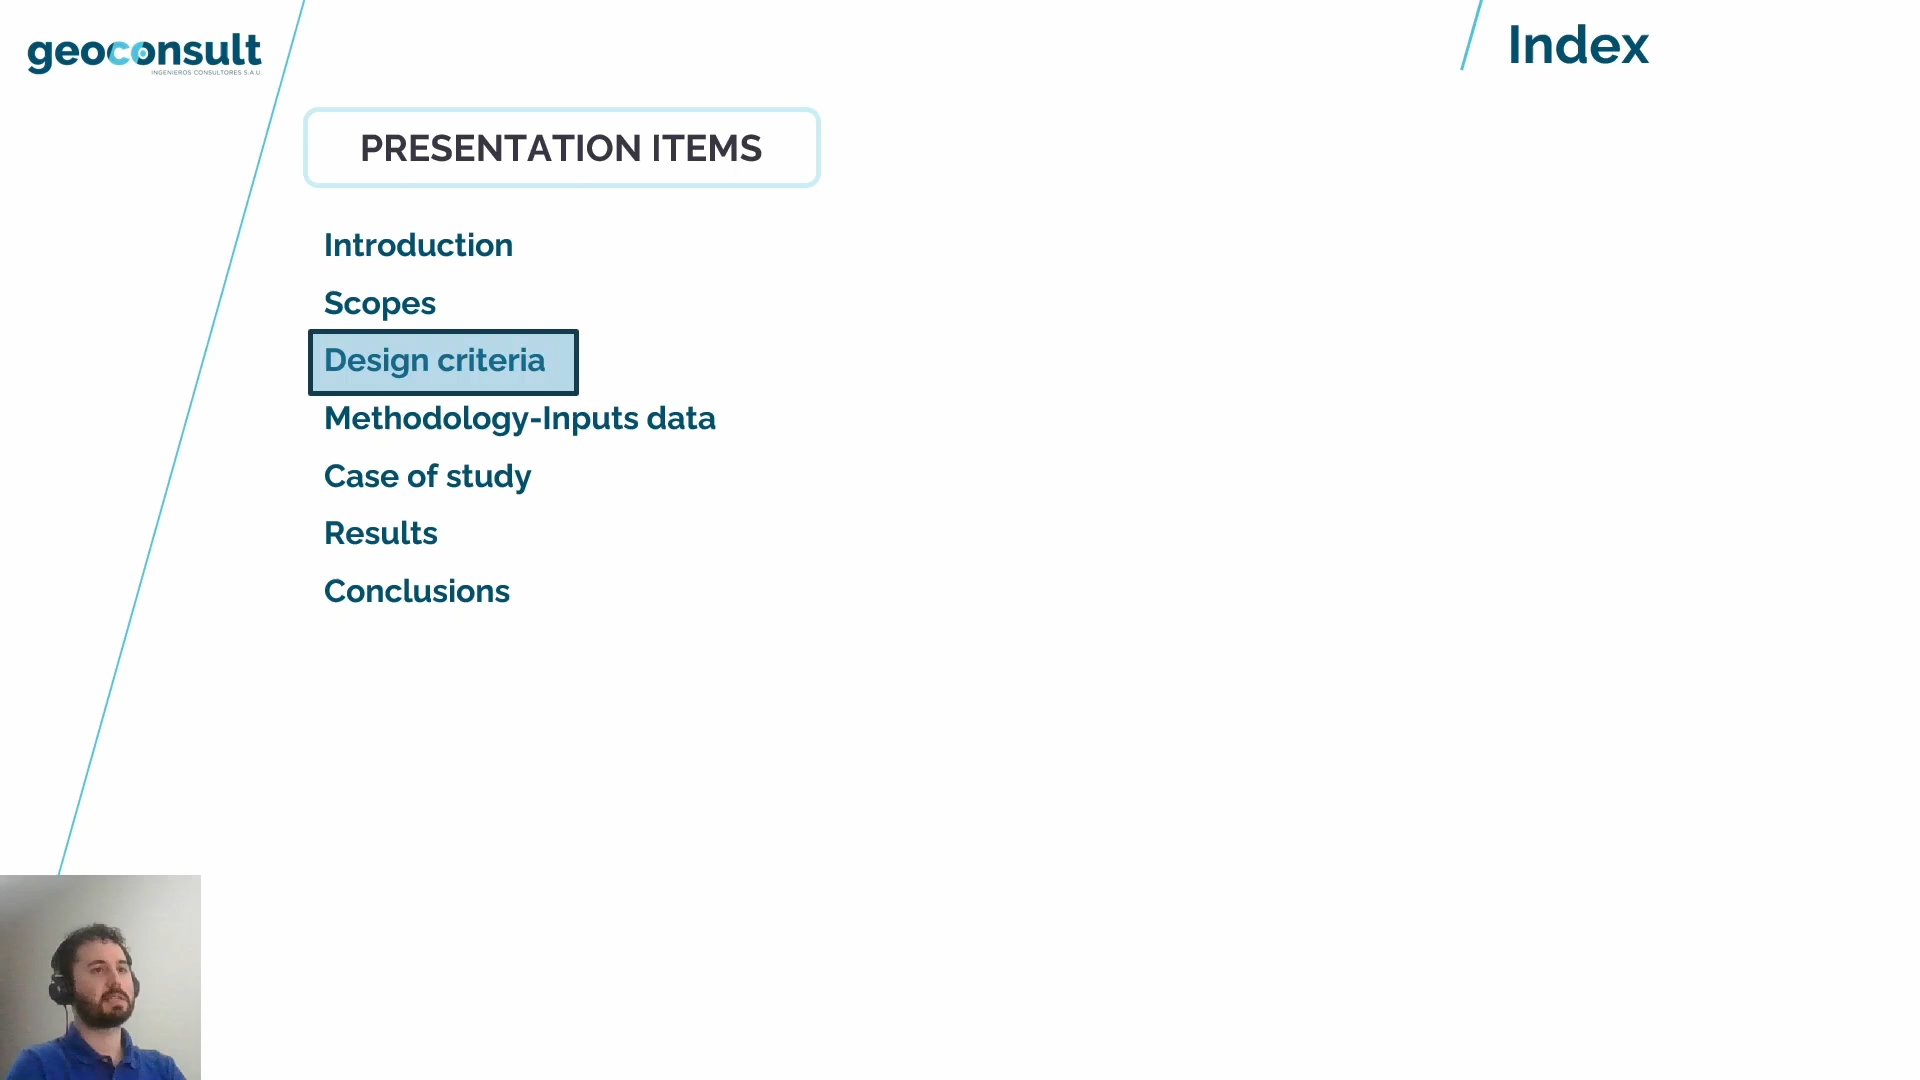 geoconsult
INGENIEROS CONSULTORES S.A.U.
Index
PRESENTATION ITEMS
Introduction
Scopes
Design criteria
Methodology-Inputs data
Case of study
Results
Conclusions